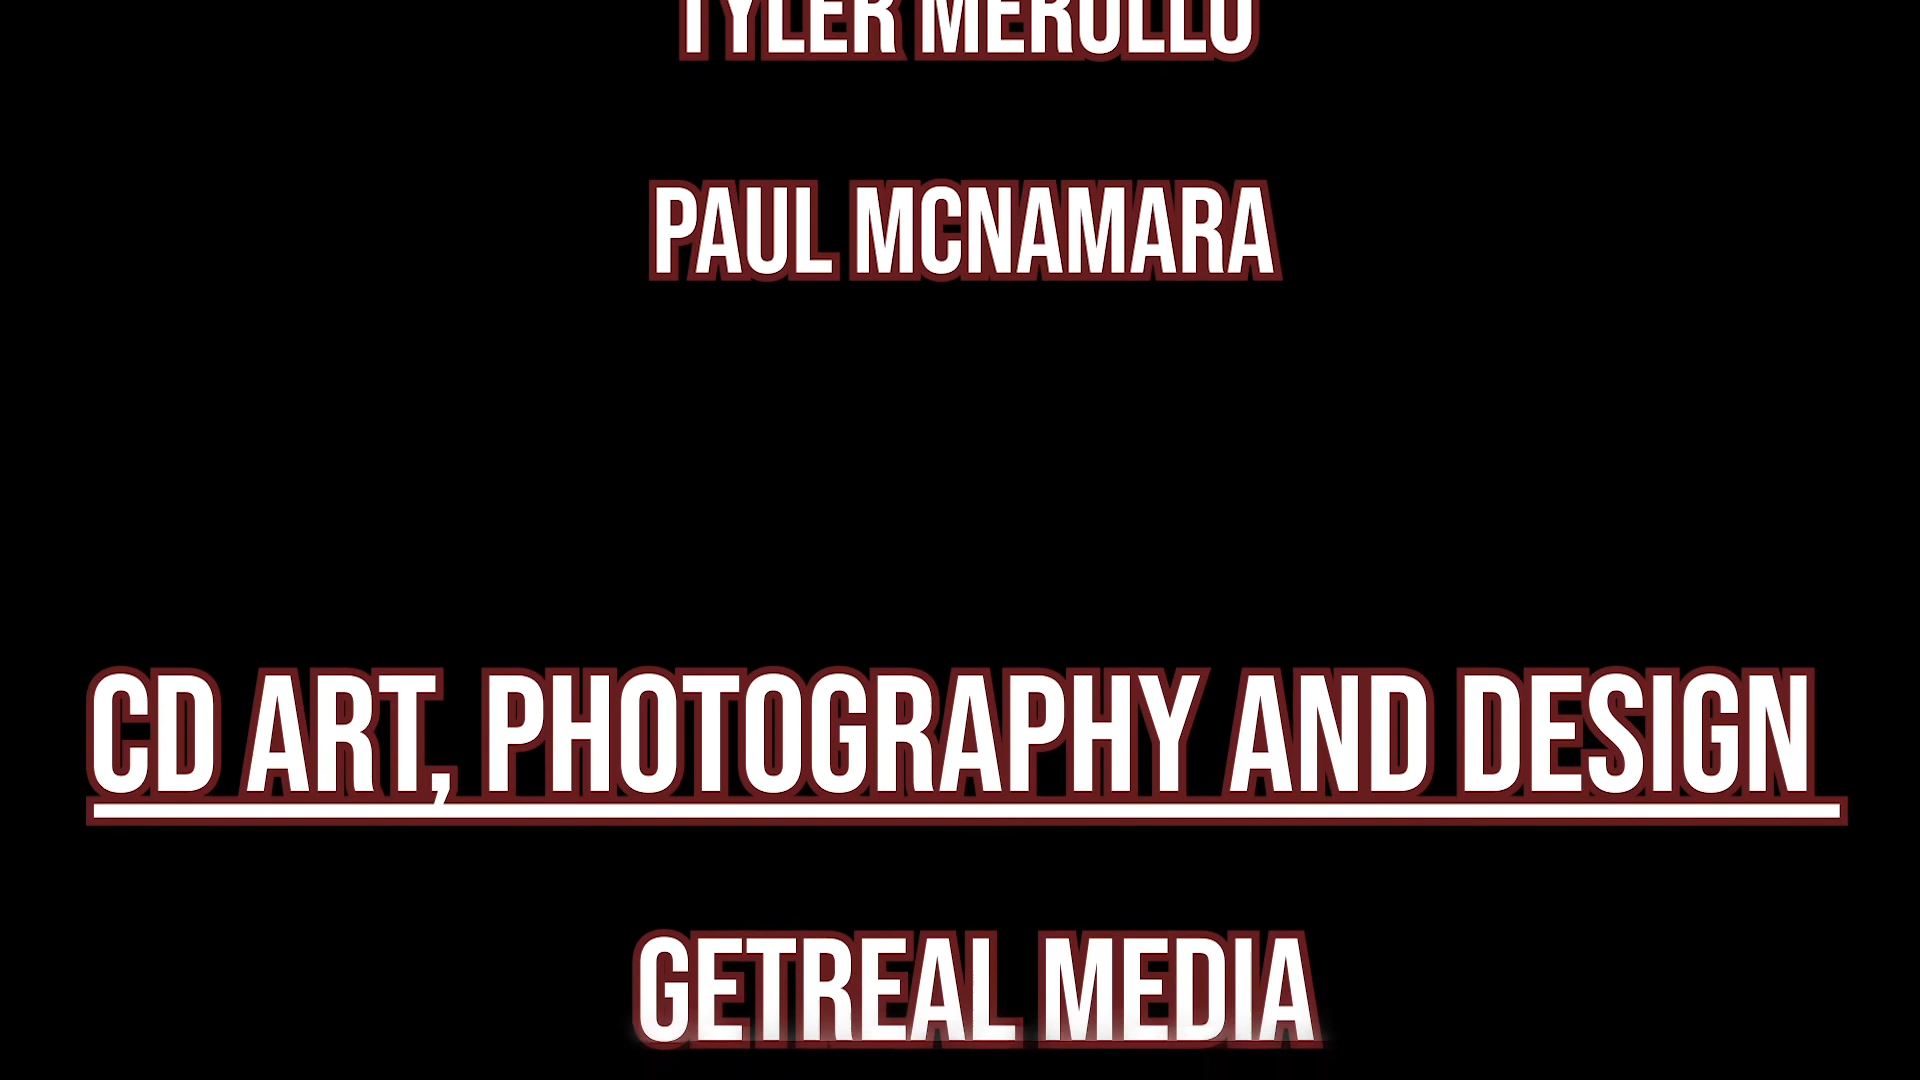 TYLER MEROLLO
PAUL MCNAMARA
CD ART, PHOTOGRAPHY AND DESIGN
GETREAL MEDIA